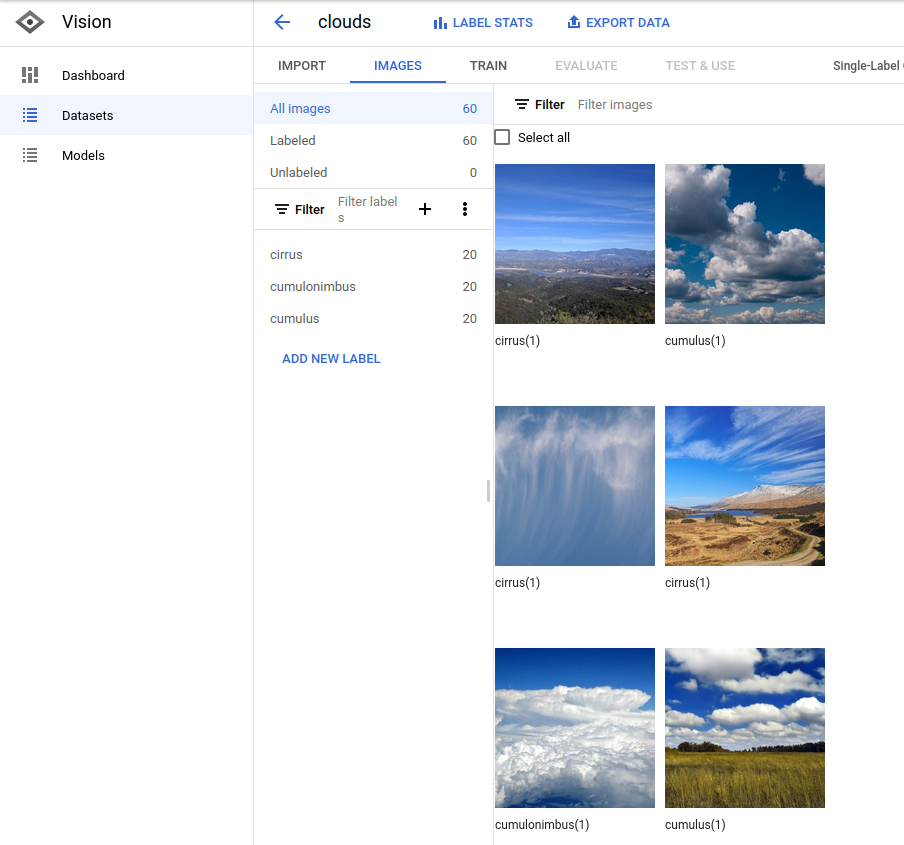 Vision
clouds
LABEL STATS
EXPORT DATA
Dashboard
Datasets
Models
IMPORT
IMAGES
TRAIN
EVALUATE
TEST & USE
Single-Label
All images 60
Labeled 60
Unlabeled 0
Filter
Filter label
s
cirrus 20
cumulonimbus 20
cumulus 20
ADD NEW LABEL
Filter
Filter images
Select all
cirrus(1)
cumulus(1)
cirrus(1)
cirrus(1)
cumulonimbus(1)
cumulus(1)